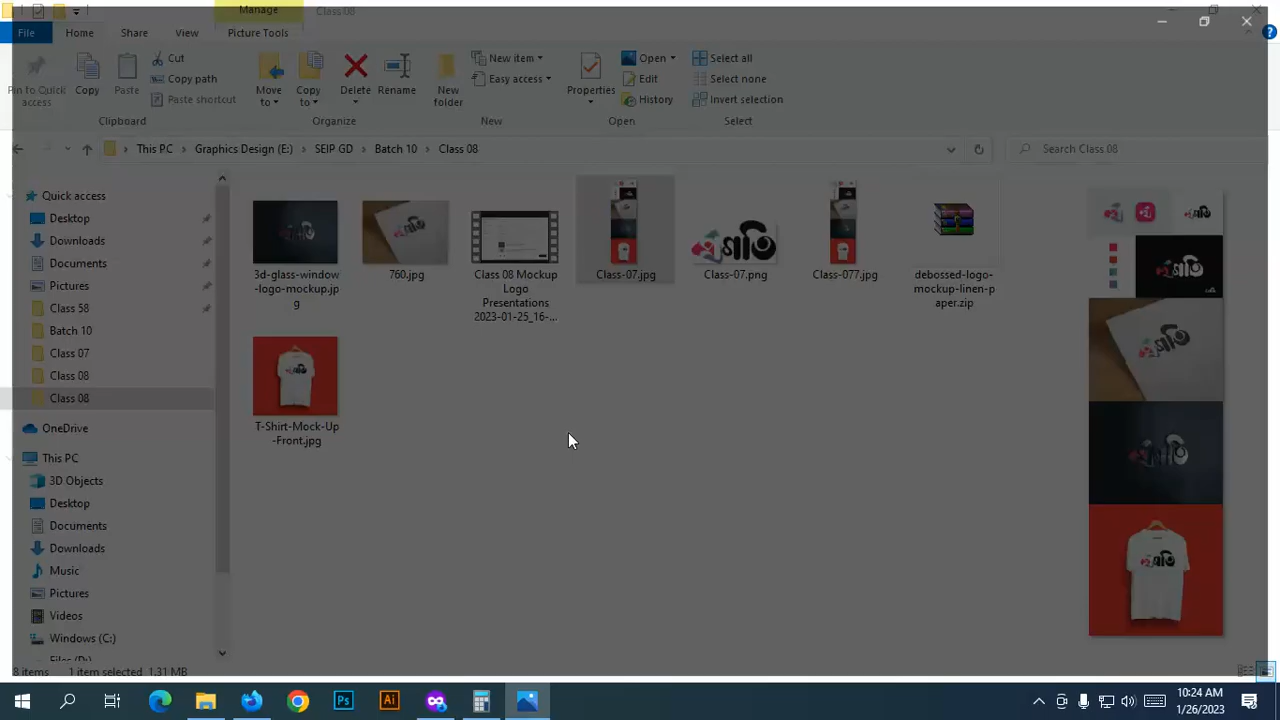 Manage
Class 08
File
Home
Share
View
Picture Tools
Pin to Quick access
Copy
Paste
Cut
Copy path
Paste shortcut
Clipboard
Move to
Copy to
Delete
Rename
Organize
New folder
New item
Easy access
New
Properties
Open
Edit
History
Open
Select all
Select none
Invert selection
Select
This PC
Graphics Design (E:)
SEIP GD
Batch 10
Class 08
Search Class 08
Quick access
Desktop
Downloads
Documents
Pictures
Class 58
Batch 10
Class 07
Class 08
Class 08
OneDrive
This PC
3D Objects
Desktop
Documents
Downloads
Music
Pictures
Videos
Windows (C:)
Files (D:)
3d-glass-window
-logo-mockup.jp
g
760.jpg
Class 08 Mockup
Logo
Presentations
2023-01-25_16-...
Class-07.jpg
Class-07.png
Class-077.jpg
debossed-logo-
mockup-linen-p
aper.zip
T-Shirt-Mock-Up
-Front.jpg
8 items
1 item selected
1.31 MB
Ps
Ai
10:24 AM
1/26/2023